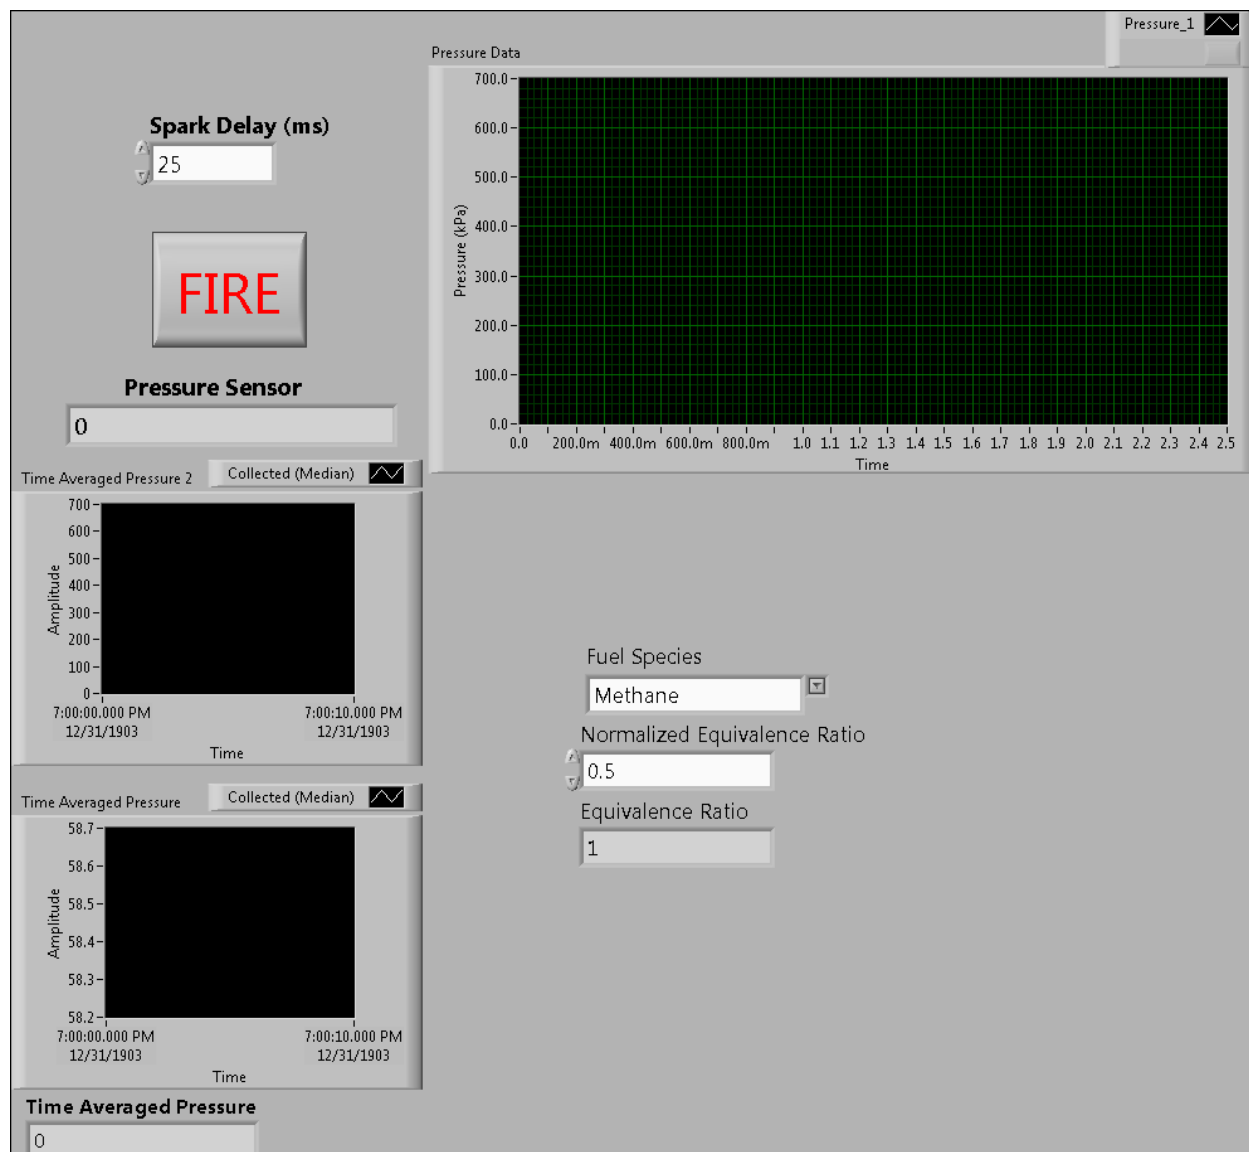 Pressure_1
Pressure Data
700.0
600.0
500.0
400.0
300.0
200.0
100.0
0.0
Pressure (kPa)
0.0 200.0m 400.0m 600.0m 800.0m 1.0 1.1 1.2 1.3 1.4 1.5 1.6 1.7 1.8 1.9 2.0 2.1 2.2 2.3 2.4 2.5
Time
Spark Delay (ms)
25
FIRE
Pressure Sensor
0
Time Averaged Pressure 2
Collected (Median)
700
600
500
400
300
200
100
0
Amplitude
7:00:00.000 PM 7:00:10.000 PM
12/31/1903 12/31/1903
Time
Time Averaged Pressure
Collected (Median)
58.7
58.6
58.5
58.4
58.3
58.2
Amplitude
7:00:00.000 PM 7:00:10.000 PM
12/31/1903 12/31/1903
Time
Time Averaged Pressure
0
Fuel Species
Methane
Normalized Equivalence Ratio
0.5
Equivalence Ratio
1